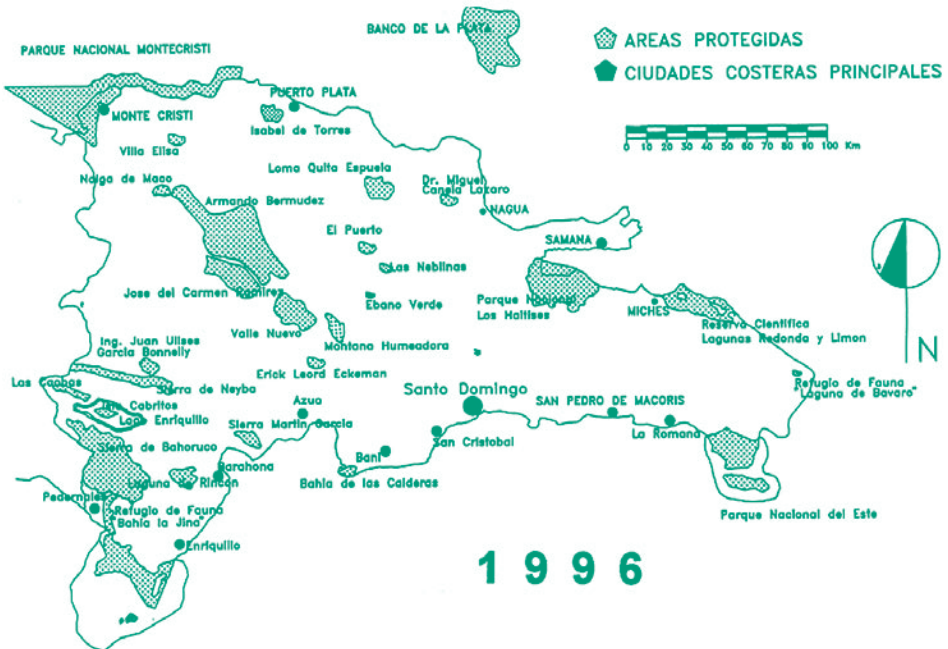 BANCO DE LA PLATA
AREAS PROTEGIDAS
CIUDADES COSTERAS PRINCIPALES
0 10 20 30 40 50 60 70 80 90 100 Km
PARQUE NACIONAL MONTECRISTI
MONTE CRISTI
PUERTO PLATA
Isabel de Torres
Villa Elisa
Loma Quita Espuela
Nalga de Maco
Dr. Miguel
Canela Lazaro
Armando Bermudez
NAGUA
El Puerto
SAMANA
Las Neblinas
Jose del Carmen Ramirez
Ebano Verde
Parque Nacional
Los Haitises
MICHES
Valle Nuevo
Montana Humeadora
Reserva Científica
Lagunas Redonda y Limon
N
Ing. Juan Ulises
Garcia Bonnelly
Erick Leord Eckeman
Las Caobas
Sierra de Neyba
Refugio de Fauna
"Laguna de Bavaro"
Isla Cabritos
Lago Enriquillo
Azua
Santo Domingo
SAN PEDRO DE MACORIS
Sierra Martin Garcia
San Cristobal
La Romana
Sierra de Bahoruco
Bani
Barahona
Laguna de Rincon
Bahia de las Calderas
Pedernales
Refugio de Fauna
"Bahia la Jina"
Parque Nacional del Este
Enriquillo
1996